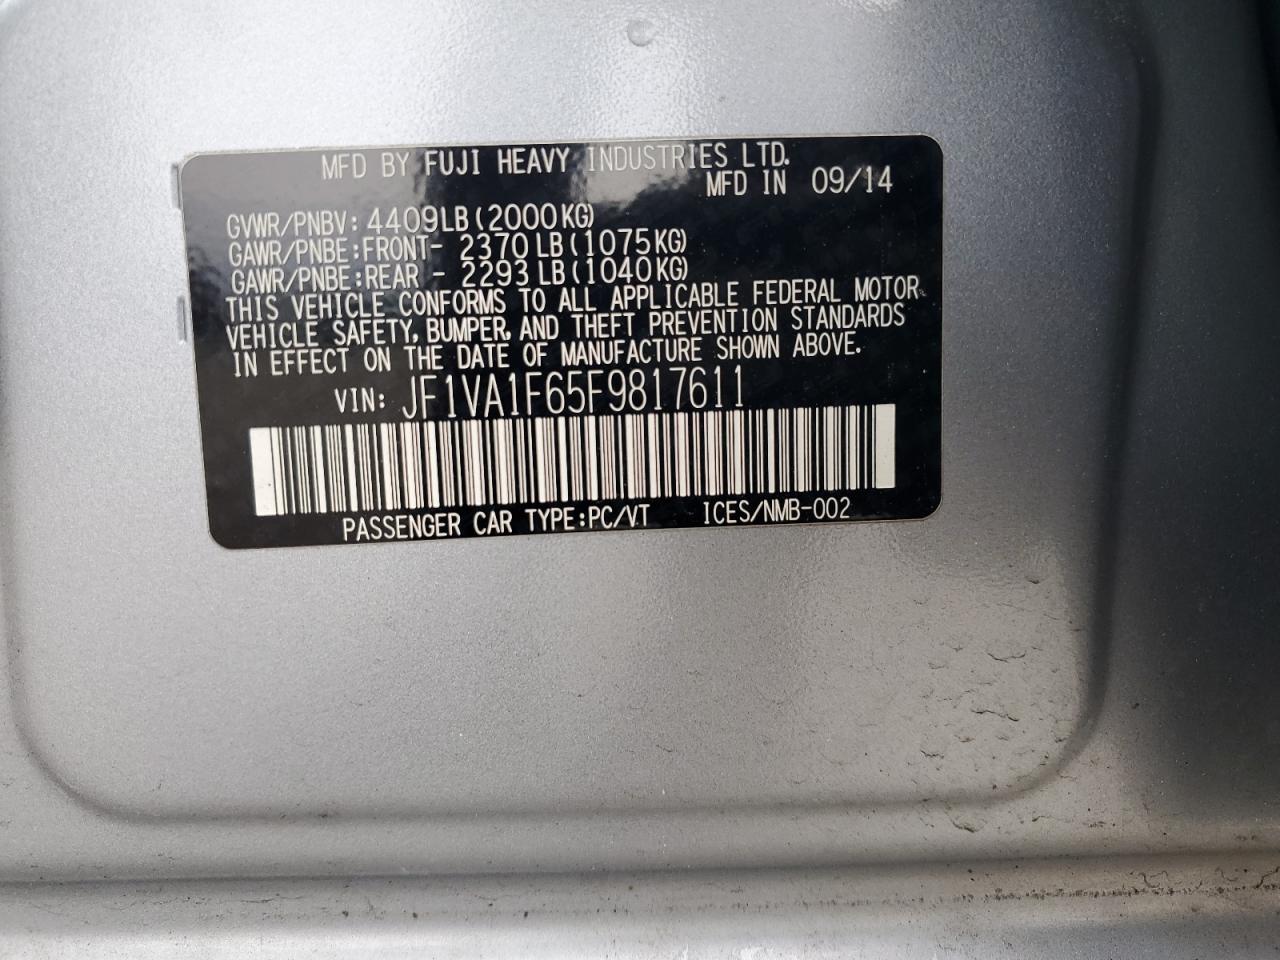 MFD BY FUJI HEAVY INDUSTRIES LTD.
MFD IN 09/14
GVWR/PNBV: 4409LB(2000KG)
GAWR/PNBE:FRONT- 2370LB(1075KG)
GAWR/PNBE:REAR - 2293LB(1040KG)
THIS VEHICLE CONFORMS TO ALL APPLICABLE FEDERAL MOTOR
VEHICLE SAFETY, BUMPER, AND THEFT PREVENTION STANDARDS
IN EFFECT ON THE DATE OF MANUFACTURE SHOWN ABOVE.
VIN: JF1VA1F65F9817611
PASSENGER CAR TYPE:PC/VT ICES/NMB-002